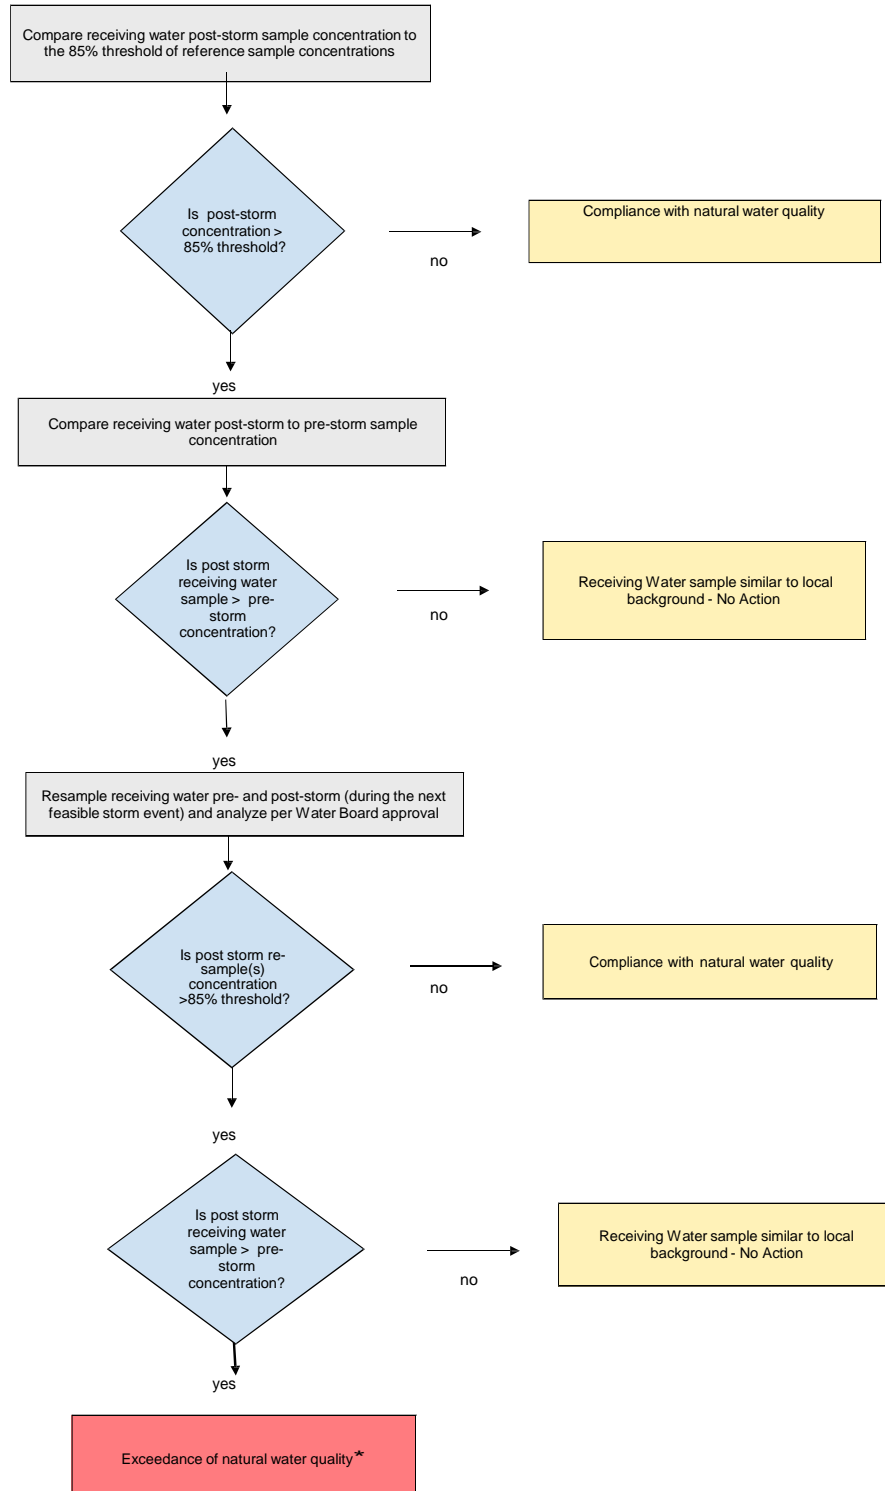 Compare receiving water post-storm sample concentration to
the 85% threshold of reference sample concentrations
Is post-storm
concentration >
85% threshold?
no
Compliance with natural water quality
yes
Compare receiving water post-storm to pre-storm sample
concentration
Is post storm
receiving water
sample > pre-
storm
concentration?
no
Receiving Water sample similar to local
background - No Action
yes
Resample receiving water pre- and post-storm (during the next
feasible storm event) and analyze per Water Board approval
Is post storm re-
sample(s)
concentration
>85% threshold?
no
Compliance with natural water quality
yes
Is post storm
receiving water
sample > pre-
storm
concentration?
no
Receiving Water sample similar to local
background - No Action
yes
Exceedance of natural water quality*